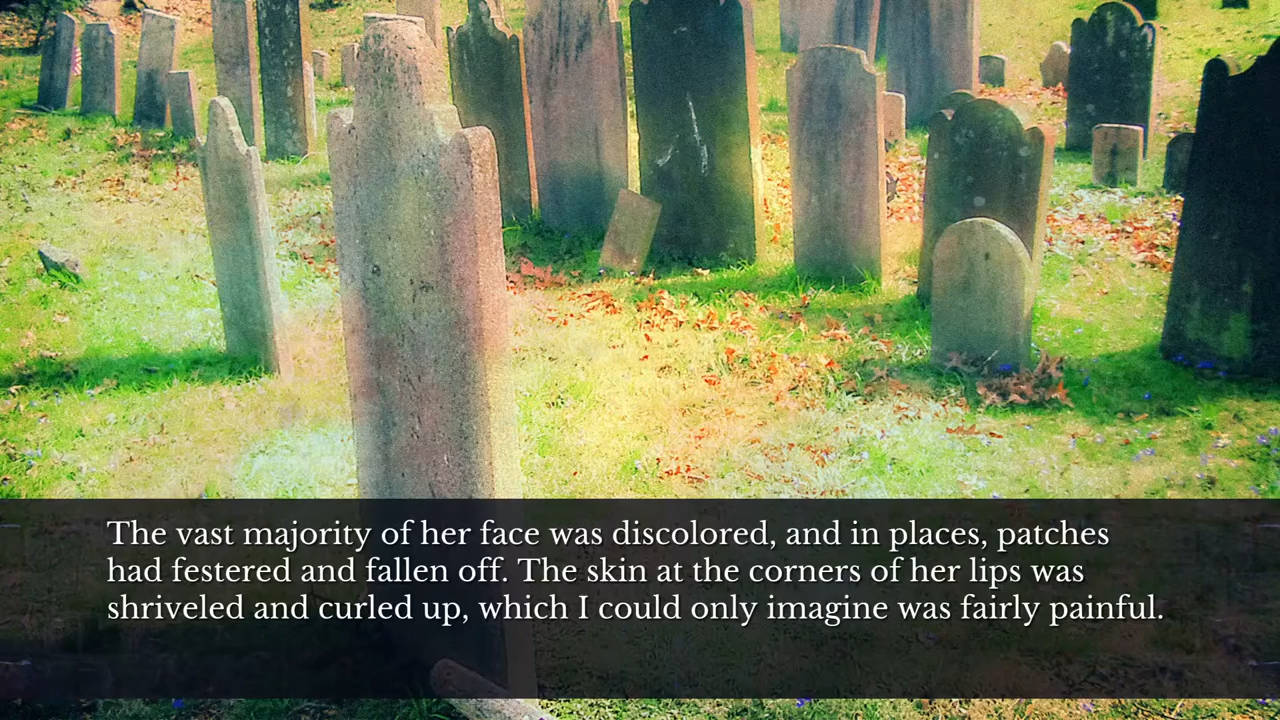 The vast majority of her face was discolored, and in places, patches
had festered and fallen off. The skin at the corners of her lips was
shriveled and curled up, which I could only imagine was fairly painful.